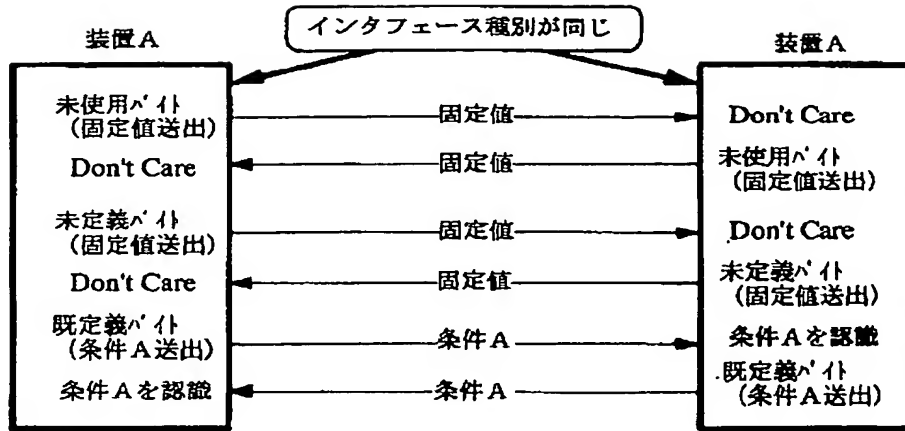 インタフェース種別が同じ
装置A
装置A
未使用バイト
(固定値送出)
固定値
Don't Care
Don't Care
固定値
未使用バイト
(固定値送出)
未定義バイト
(固定値送出)
固定値
Don't Care
Don't Care
固定値
未定義バイト
(固定値送出)
既定義バイト
(条件A送出)
条件A
条件Aを認識
条件Aを認識
条件A
既定義バイト
(条件A送出)